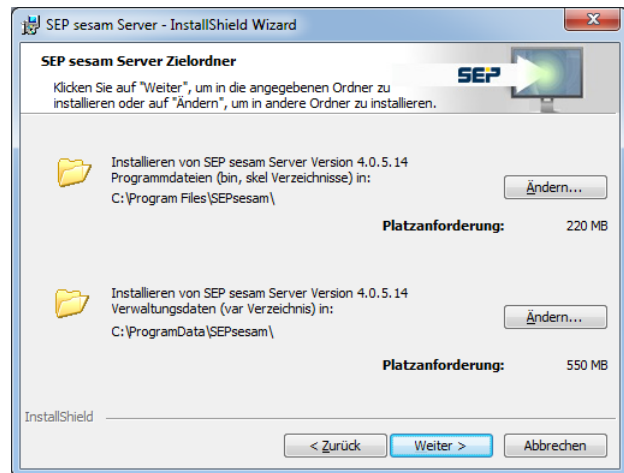 SEP sesam Server - InstallShield Wizard
SEP sesam Server Zielordner
Klicken Sie auf "Weiter", um in die angegebenen Ordner zu
installieren oder auf "Ändern", um in andere Ordner zu installieren.
SEP
Installieren von SEP sesam Server Version 4.0.5.14
Programmdateien (bin, skel Verzeichnisse) in:
C:\Program Files\SEPsesam\
Ändern...
Platzanforderung: 220 MB
Installieren von SEP sesam Server Version 4.0.5.14
Verwaltungsdaten (var Verzeichnis) in:
C:\ProgramData\SEPsesam\
Ändern...
Platzanforderung: 550 MB
InstallShield
< Zurück Weiter > Abbrechen